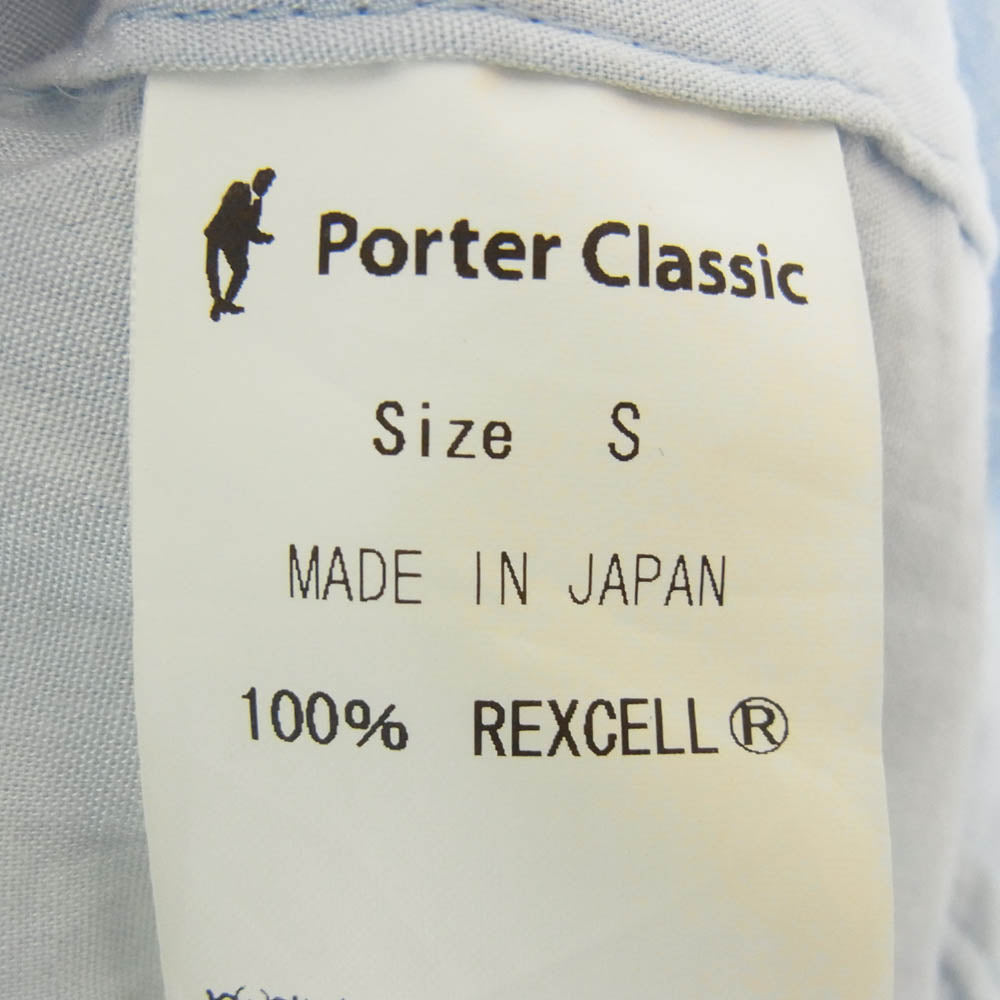 Porter Classic
Size S
MADE IN JAPAN
100% REXCELL®